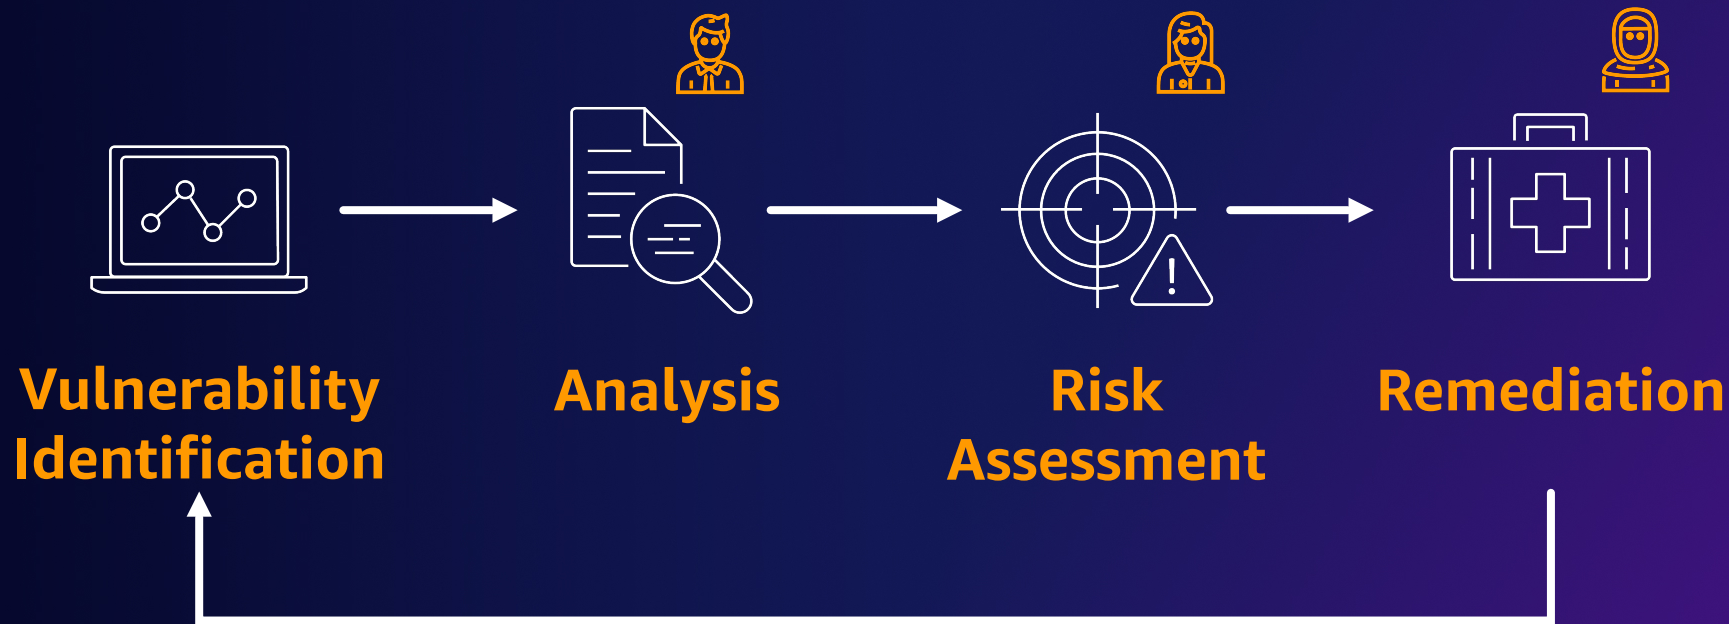 Vulnerability
Identification
Analysis
Risk
Assessment
Remediation